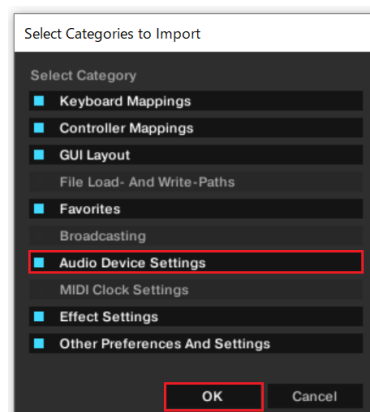 Select Categories to Import
Select Category
Keyboard Mappings
Controller Mappings
GUI Layout
File Load- And Write-Paths
Favorites
Broadcasting
Audio Device Settings
MIDI Clock Settings
Effect Settings
Other Preferences And Settings
OK Cancel